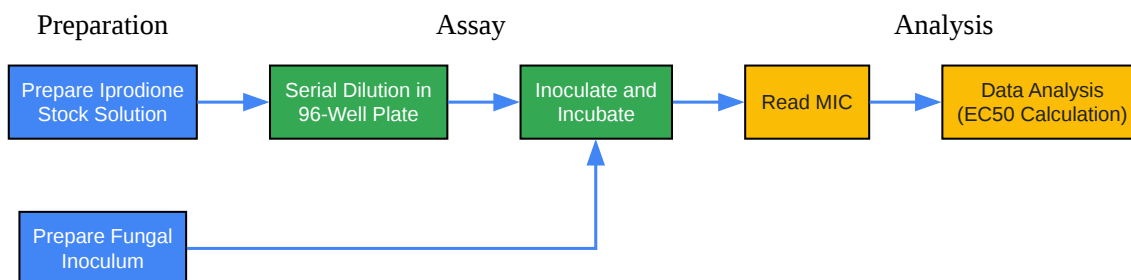 Preparation
Assay
Analysis
Prepare Iprodione
Stock Solution
Serial Dilution in
96-Well Plate
Inoculate and
Incubate
Read MIC
Data Analysis
(EC50 Calculation)
Prepare Fungal
Inoculum